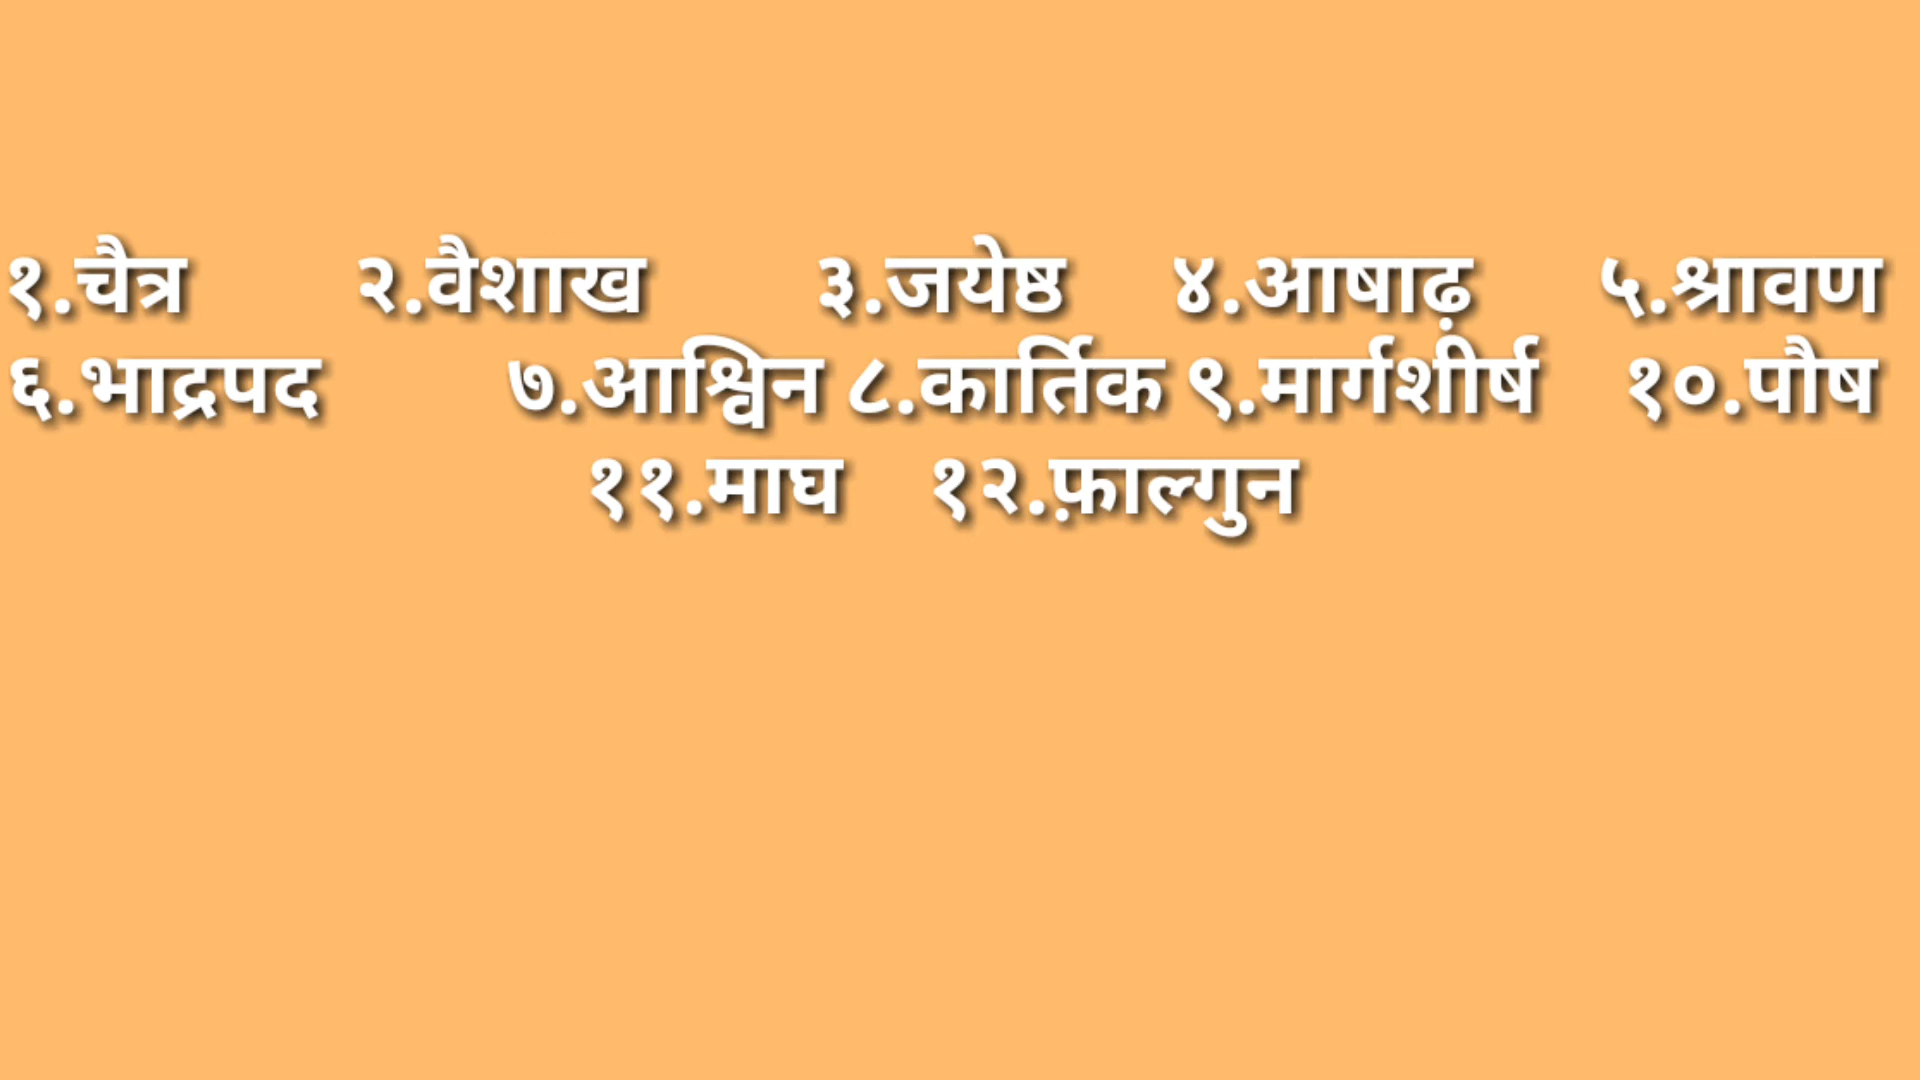 १.चैत्र २.वैशाख ३.जयेष्ठ ४.आषाढ़ ५.श्रावण
६.भाद्रपद ७.आश्विन ८.कार्तिक ९.मार्गशीर्ष १०.पौष
११.माघ १२.फ़ाल्गुन